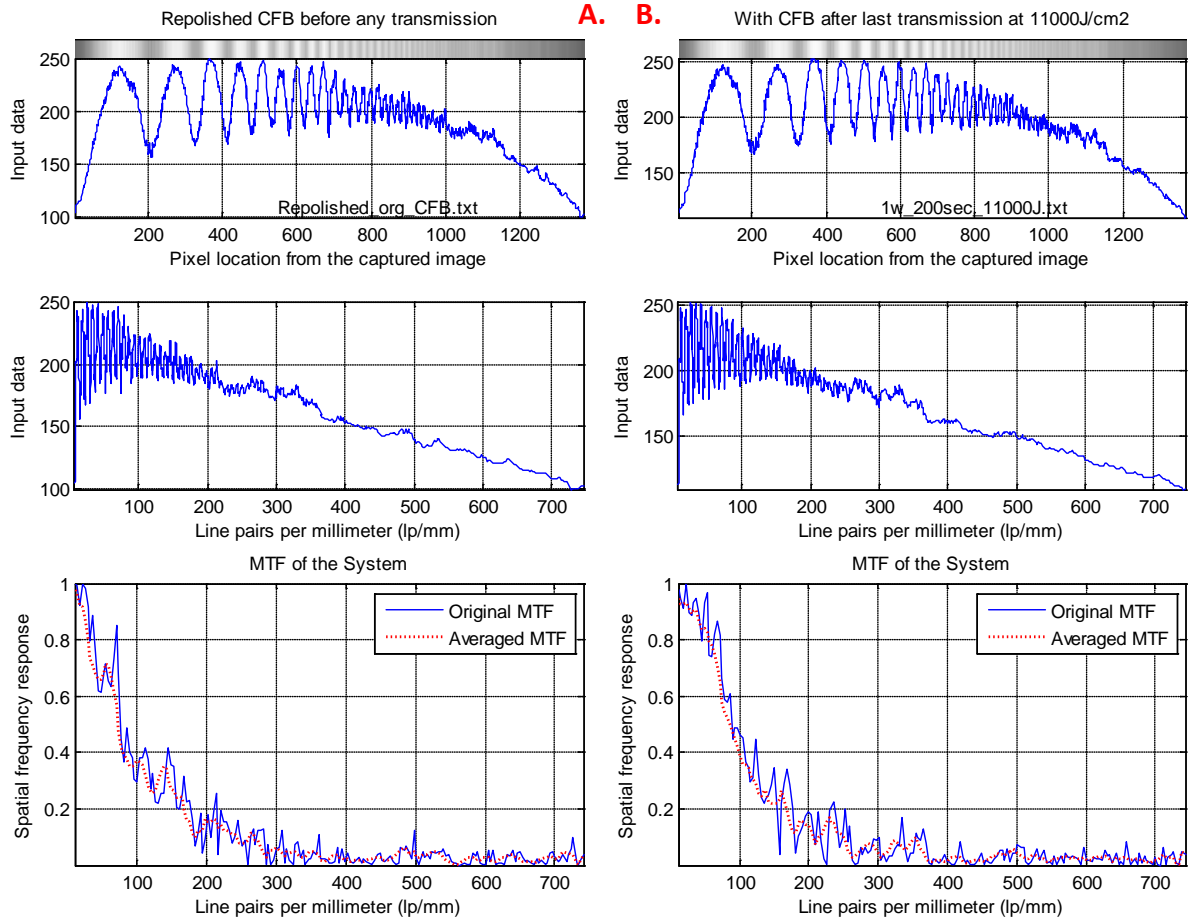 A. B.
Repolished CFB before any transmission
250
200
150
100
Input data
Repolished_org_CFB.txt
200 400 600 800 1000 1200
Pixel location from the captured image
250
200
150
100
Input data
100 200 300 400 500 600 700
Line pairs per millimeter (lp/mm)
MTF of the System
1
0.8
0.6
0.4
0.2
Spatial frequency response
Original MTF
Averaged MTF
100 200 300 400 500 600 700
Line pairs per millimeter (lp/mm)
With CFB after last transmission at 11000J/cm2
250
200
150
Input data
1w_200sec_11000J.txt
200 400 600 800 1000 1200
Pixel location from the captured image
250
200
150
Input data
100 200 300 400 500 600 700
Line pairs per millimeter (lp/mm)
MTF of the System
1
0.8
0.6
0.4
0.2
Spatial frequency response
Original MTF
Averaged MTF
100 200 300 400 500 600 700
Line pairs per millimeter (lp/mm)